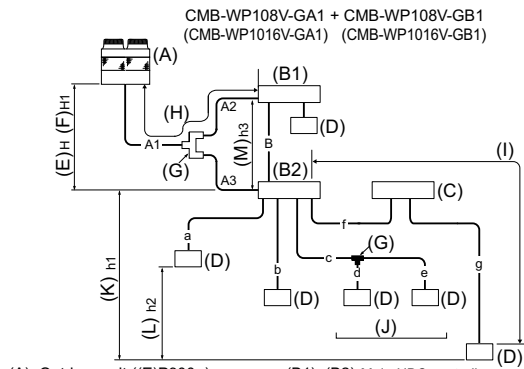 CMB-WP108V-GA1 + CMB-WP108V-GB1
(CMB-WP1016V-GA1) (CMB-WP1016V-GB1)
(A)
(B1)
(H)
A2
(D)
(E)H (F)H1
A1
(M)h3
B
(G)
(I)
A3
(B2)
(C)
f
a
(G)
(D)
b
c
d
e
g
(K) h1
(L) h2
(D)
(D)
(D)
(J)
(D)